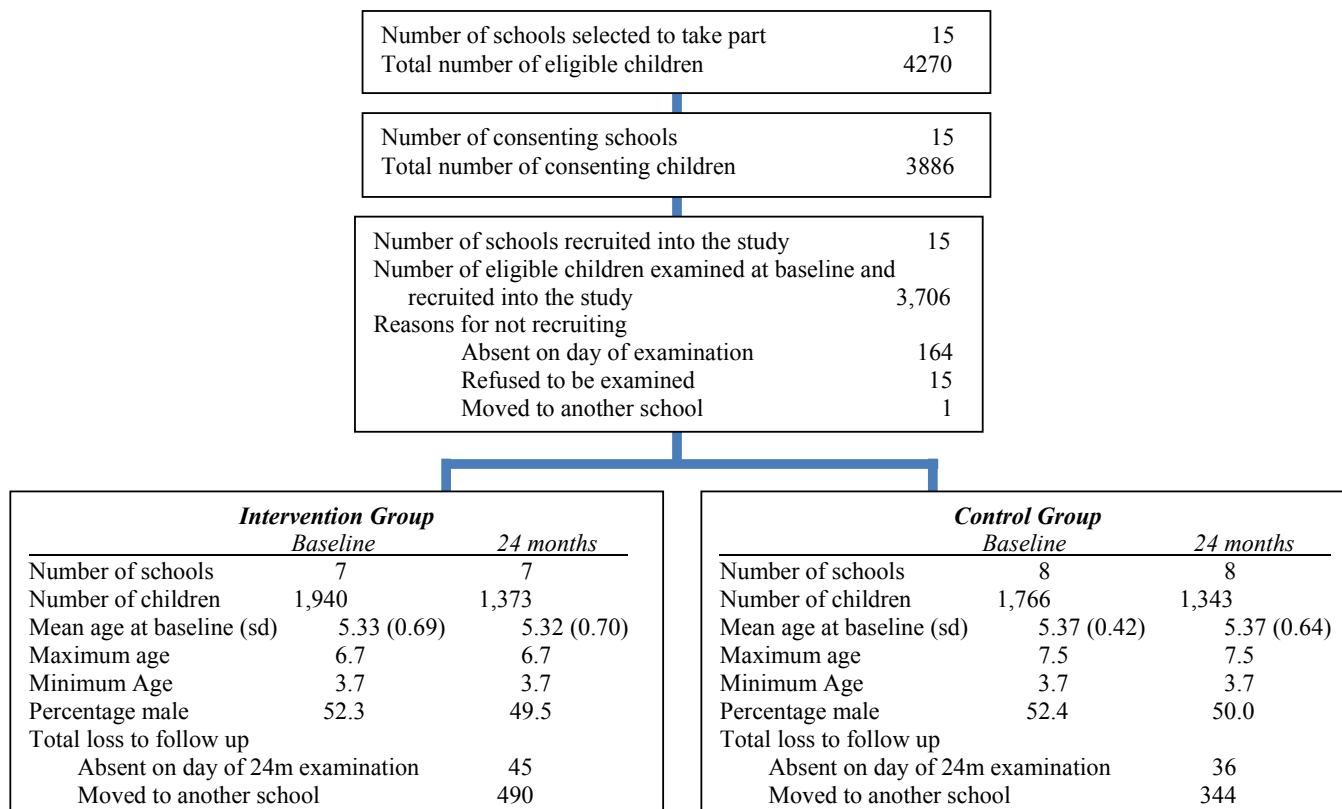 Number of schools selected to take part 15
Total number of eligible children 4270
Number of consenting schools 15
Total number of consenting children 3886
Number of schools recruited into the study 15
Number of eligible children examined at baseline and
recruited into the study 3,706
Reasons for not recruiting
Absent on day of examination 164
Refused to be examined 15
Moved to another school 1
Intervention Group
Baseline 24 months
Number of schools 7 7
Number of children 1,940 1,373
Mean age at baseline (sd) 5.33 (0.69) 5.32 (0.70)
Maximum age 6.7 6.7
Minimum Age 3.7 3.7
Percentage male 52.3 49.5
Total loss to follow up
Absent on day of 24m examination 45
Moved to another school 490
Control Group
Baseline 24 months
Number of schools 8 8
Number of children 1,766 1,343
Mean age at baseline (sd) 5.37 (0.42) 5.37 (0.64)
Maximum age 7.5 7.5
Minimum Age 3.7 3.7
Percentage male 52.4 50.0
Total loss to follow up
Absent on day of 24m examination 36
Moved to another school 344